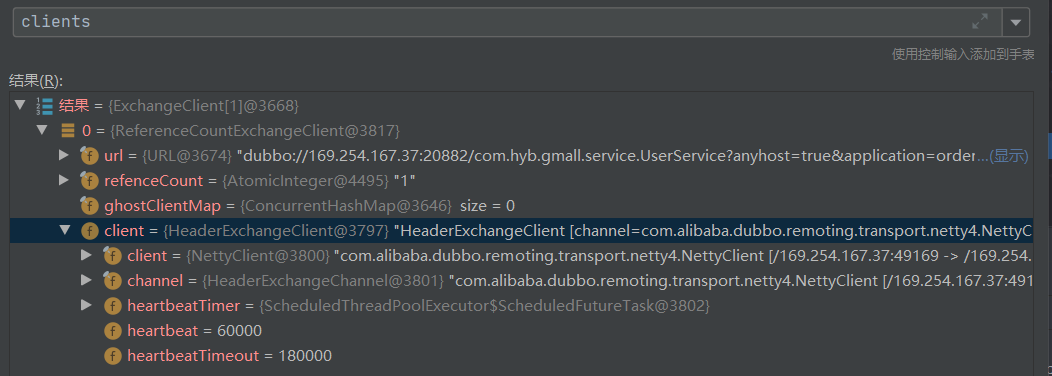 clients
使用控制输入添加到手表
结果(R):
结果 = {ExchangeClient[1]@3668}
0 = {ReferenceCountExchangeClient@3817}
url = {URL@3674} "dubbo://169.254.167.37:20882/com.hyb.gmall.service.UserService?anyhost=true&application=order...(显示)
refenceCount = {AtomicInteger@4495} "1"
ghostClientMap = {ConcurrentHashMap@3646} size = 0
client = {HeaderExchangeClient@3797} "HeaderExchangeClient [channel=com.alibaba.dubbo.remoting.transport.netty4.NettyC
client = {NettyClient@3800} "com.alibaba.dubbo.remoting.transport.netty4.NettyClient [/169.254.167.37:49169 -> /169.254.
channel = {HeaderExchangeChannel@3801} "com.alibaba.dubbo.remoting.transport.netty4.NettyClient [/169.254.167.37:491
heartbeatTimer = {ScheduledThreadPoolExecutor$ScheduledFutureTask@3802}
heartbeat = 60000
heartbeatTimeout = 180000